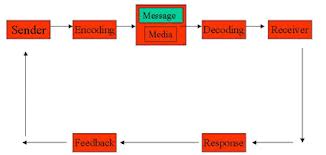 Sender
Encoding
Message
Media
Decoding
Receiver
Feedback
Response